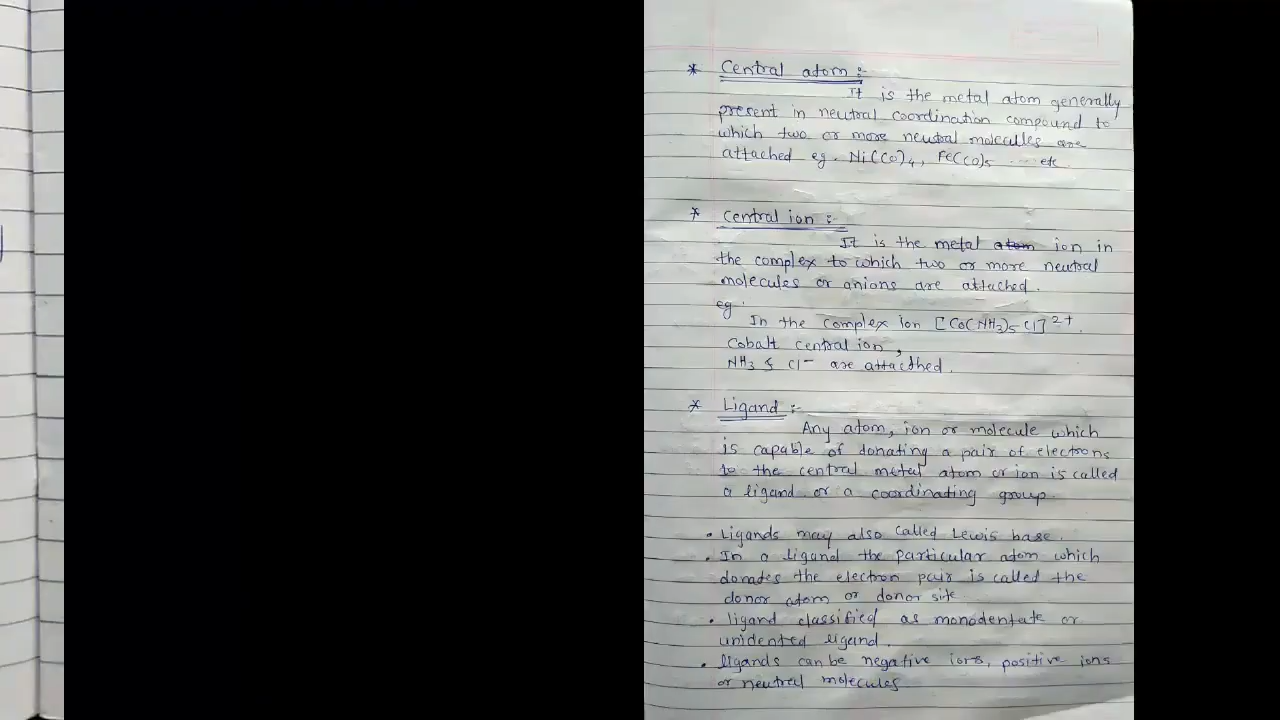 * Central atom :-
It is the metal atom generally
present in neutral coordination compound to
which two or more neutral molecules are
attached eg. Ni(CO)4, Fe(CO)5 .... etc.
* Central ion :-
It is the metal atom ion in
the complex to which two or more neutral
molecules or anions are attached.
eg.
In the complex ion [Co(NH3)5 Cl]2+.
Cobalt central ion,
NH3 & Cl- are attacthed.
* Ligand :-
Any atom, ion or molecule which
is capable of donating a pair of electrons
to the central metal atom or ion is called
a ligand or a coordinating group.
• Ligands may also called Lewis base.
• In a ligand the particular atom which
donates the electron pair is called the
donor atom or donor site
• ligand classified as monodentate or
unidented ligand.
• ligands can be negative ions, positive ions
or neutral molecules